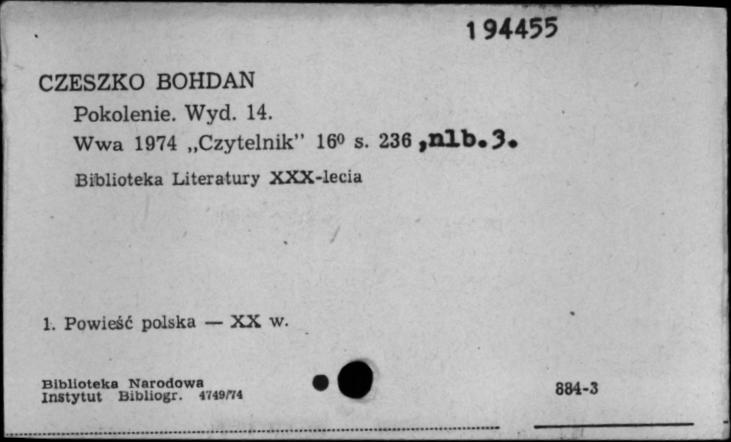 194455
CZESZKO BOHDAN
Pokolenie. Wyd. 14.
Wwa 1974 „Czytelnik” 16⁰ s. 236 ,nlb.3.
Biblioteka Literatury XXX-lecia
1. Powieść polska — XX w.
Biblioteka Narodowa
Instytut Bibliogr. 4749/74
884-3